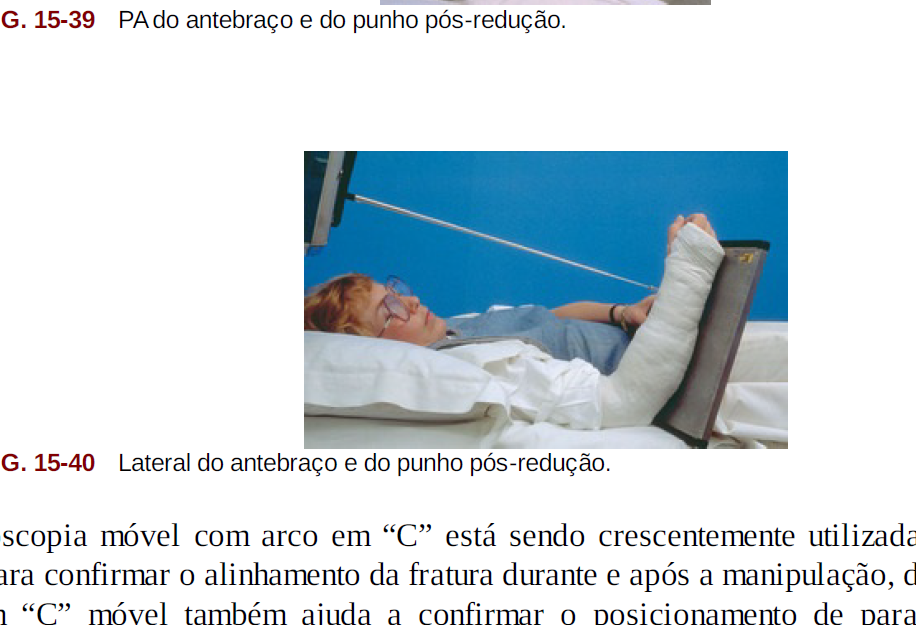 G. 15-39 PA do antebraço e do punho pós-redução.
G. 15-40 Lateral do antebraço e do punho pós-redução.
scopia móvel com arco em “C” está sendo crescentemente utilizada
ara confirmar o alinhamento da fratura durante e após a manipulação, d
“C” móvel também ajuda a confirmar o posicionamento de para